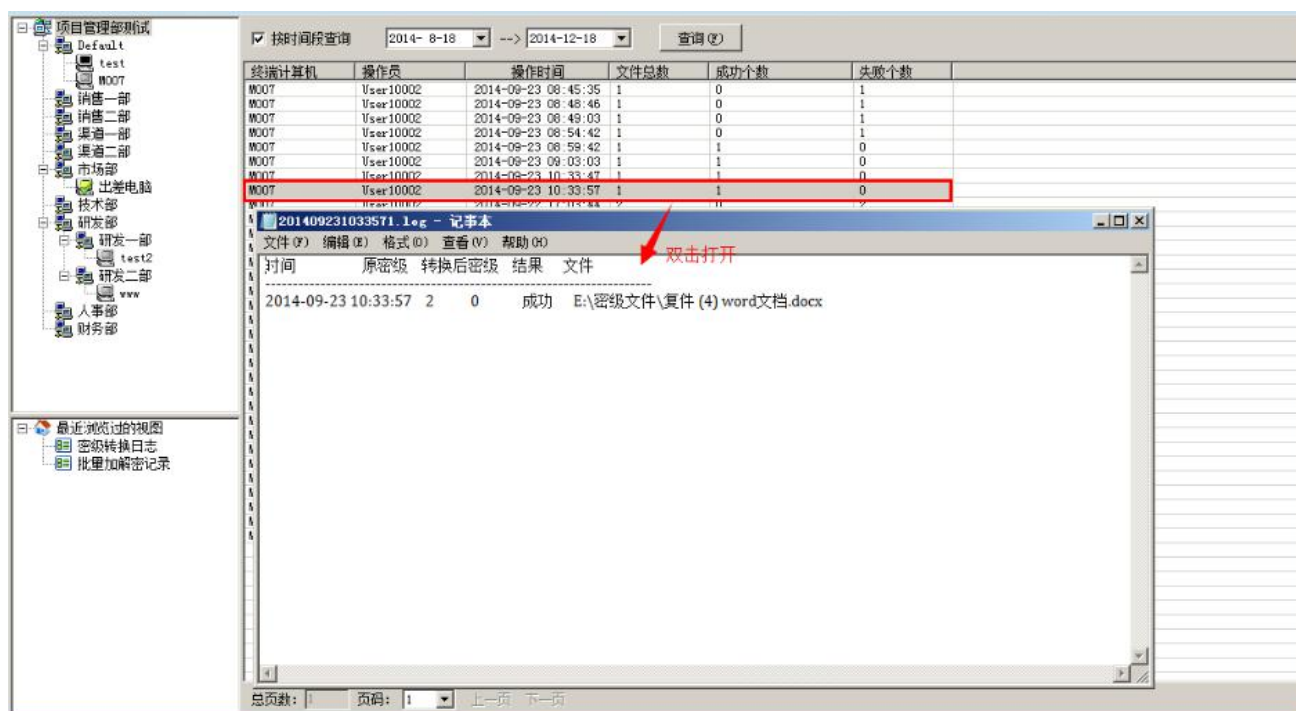 项目管理部测试
Default
test
M007
销售一部
销售二部
渠道一部
渠道二部
市场部
出差电脑
技术部
研发部
研发一部
test2
研发二部
www
人事部
财务部
最近浏览过的视图
密级转换日志
批量加解密记录
按时间段查询 2014- 8-18 --> 2014-12-18 查询(F)
终端计算机 操作员 操作时间 文件总数 成功个数 失败个数
M007 User10002 2014-09-23 08:45:35 1 0 1
M007 User10002 2014-09-23 08:48:46 1 0 1
M007 User10002 2014-09-23 08:49:03 1 0 1
M007 User10002 2014-09-23 08:54:42 1 0 1
M007 User10002 2014-09-23 08:59:42 1 1 0
M007 User10002 2014-09-23 09:03:03 1 1 0
M007 User10002 2014-09-23 10:33:47 1 1 0
M007 User10002 2014-09-23 10:33:57 1 1 0
201409231033571.log - 记事本
文件(F) 编辑(E) 格式(O) 查看(V) 帮助(H)
双击打开
时间 原密级 转换后密级 结果 文件
2014-09-23 10:33:57 2 0 成功 E:\密级文件\复件 (4) word文档.docx
总页数: 1 页码: 1 上一页 下一页